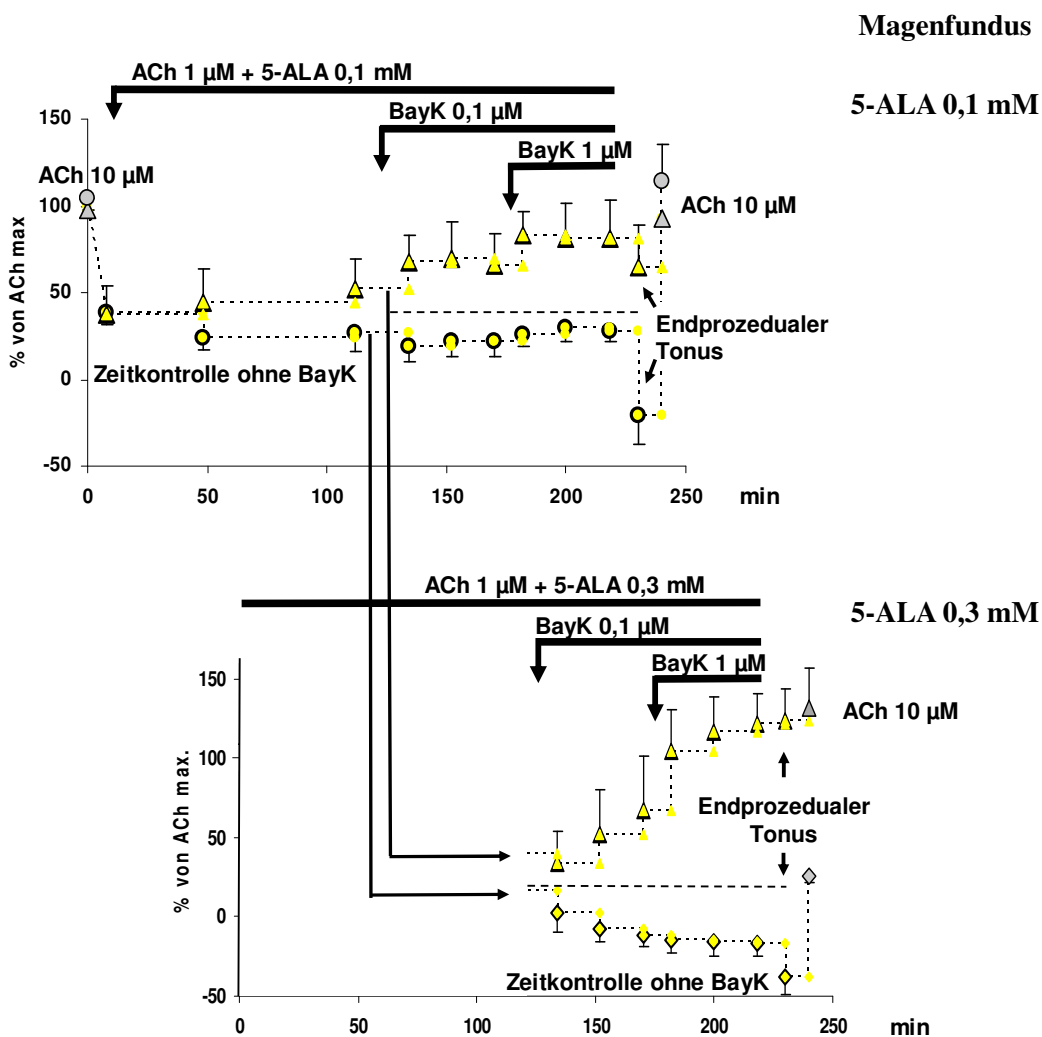 Magenfundus
ACh 1 µM + 5-ALA 0,1 mM
5-ALA 0,1 mM
BayK 0,1 µM
BayK 1 µM
ACh 10 µM
ACh 10 µM
% von ACh max
150
100
50
0
-50
Endprozedualer
Tonus
Zeitkontrolle ohne BayK
0
50
100
150
200
250
min
ACh 1 µM + 5-ALA 0,3 mM
5-ALA 0,3 mM
BayK 0,1 µM
BayK 1 µM
ACh 10 µM
% von ACh max.
150
100
50
0
-50
Endprozedualer
Tonus
Zeitkontrolle ohne BayK
0
50
100
150
200
250
min